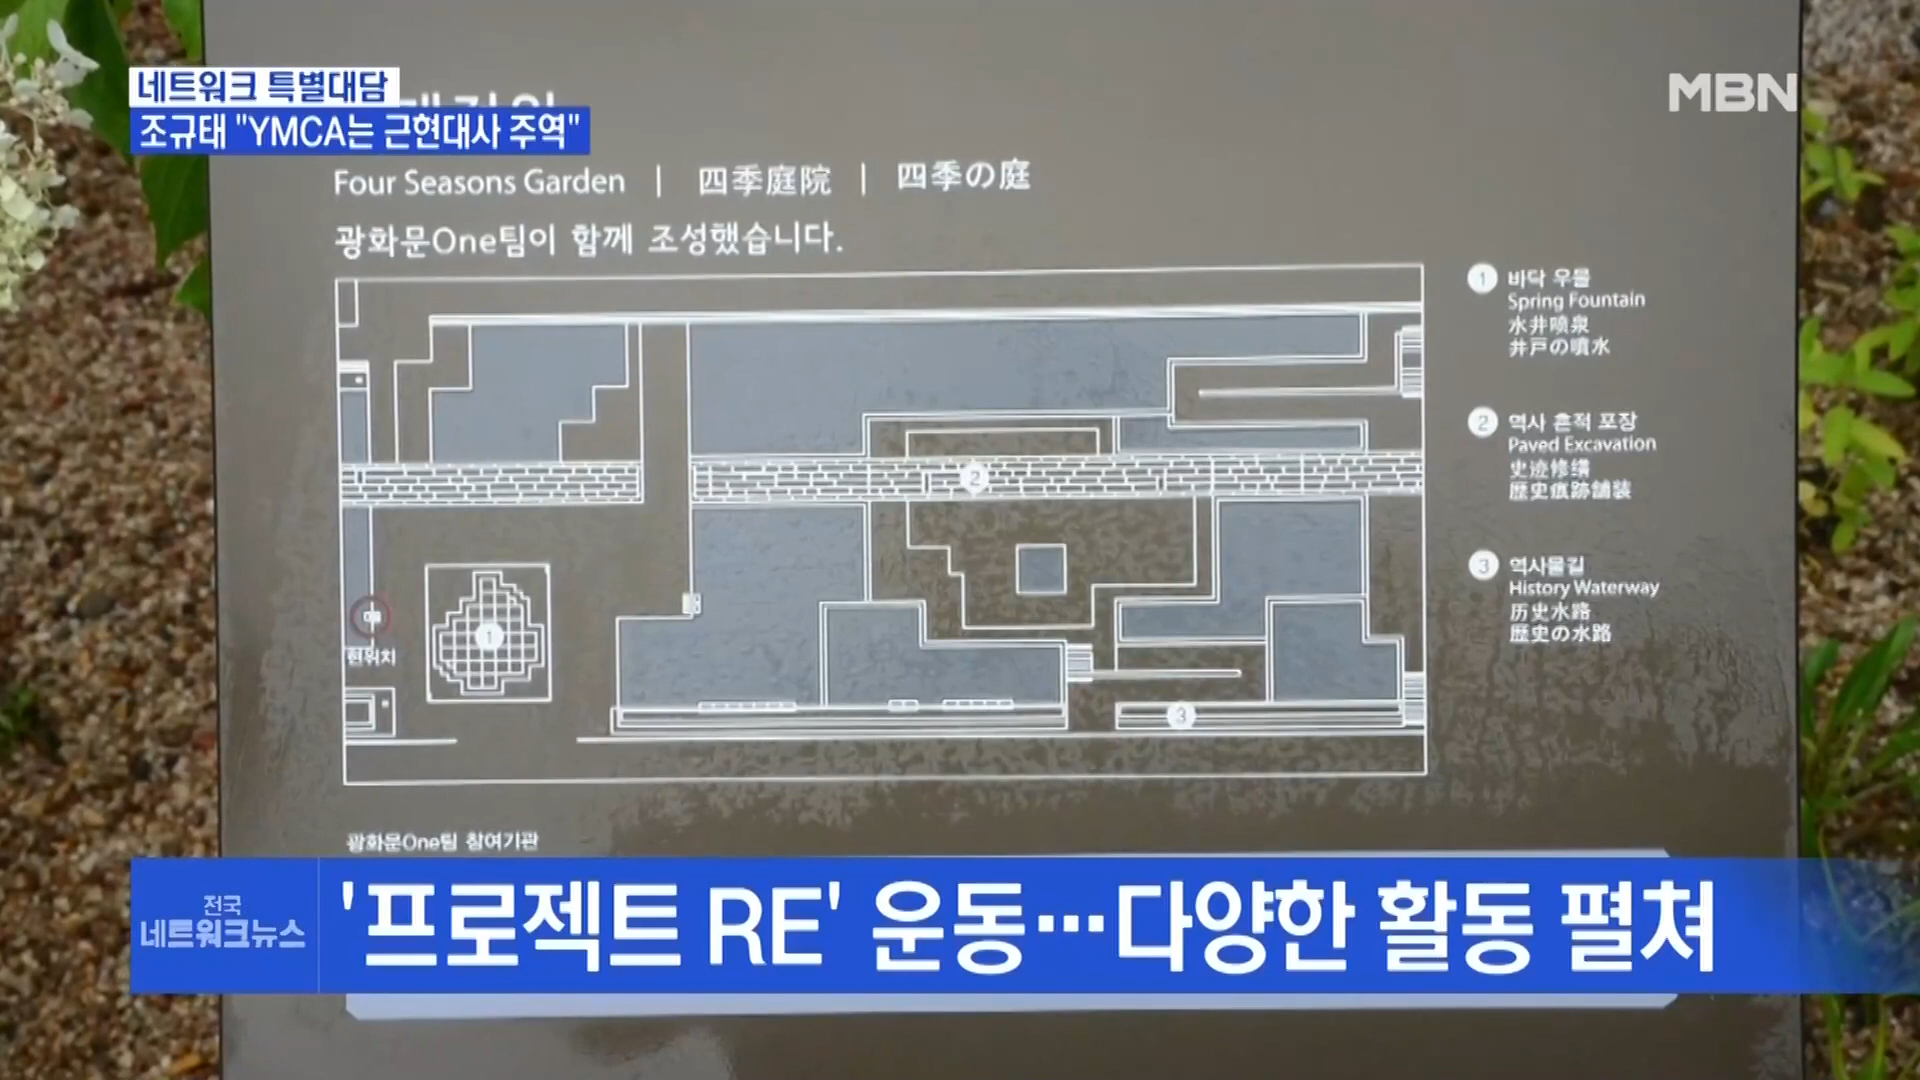 네트워크 특별대담
MBN
조규태 "YMCA는 근현대사 주역"
Four Seasons Garden | 四季庭院 | 四季の庭
광화문One팀이 함께 조성했습니다.
1 바닥 우물
Spring Fountain
水井喷泉
井戸の噴水
2 역사 흔적 포장
Paved Excavation
史迹修缮
歴史痕跡舗装
3 역사물길
History Waterway
历史水路
歴史の水路
2
1
현위치
3
광화문One팀 참여기관
전국
네트워크뉴스
'프로젝트 RE' 운동…다양한 활동 펼쳐